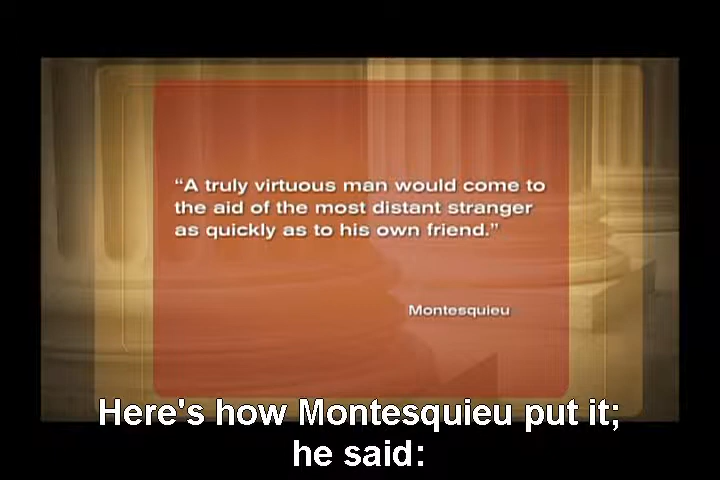 “A truly virtuous man would come to
the aid of the most distant stranger
as quickly as to his own friend.”
Montesquieu
Here's how Montesquieu put it;
he said: